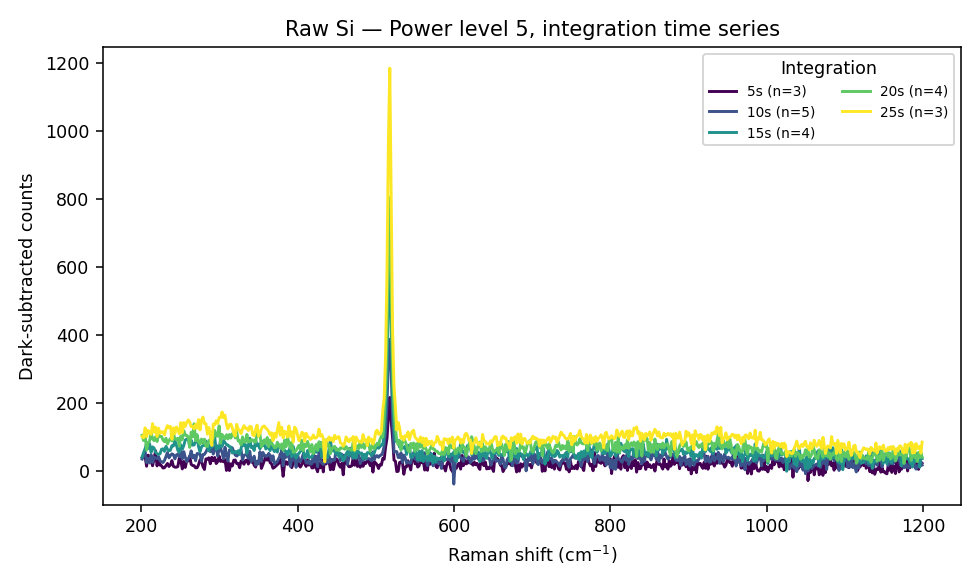 Raw Si — Power level 5, integration time series
Dark-subtracted counts
1200
1000
800
600
400
200
0
Integration
5s (n=3)
10s (n=5)
15s (n=4)
20s (n=4)
25s (n=3)
200 400 600 800 1000 1200
Raman shift (cm⁻¹)